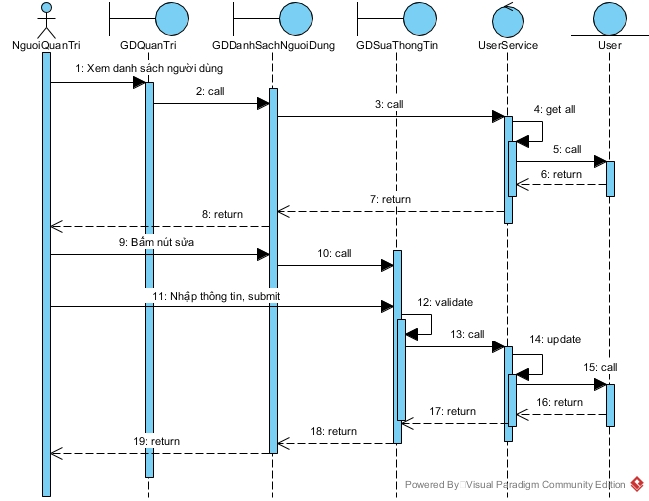 NguoiQuanTri
GDQuanTri
GDDanhSachNguoiDung
GDSuaThongTin
UserService
User
1: Xem danh sách người dùng
2: call
3: call
4: get all
5: call
6: return
7: return
8: return
9: Bấm nút sửa
10: call
11: Nhập thông tin, submit
12: validate
13: call
14: update
15: call
16: return
17: return
18: return
19: return
Powered By Visual Paradigm Community Edition